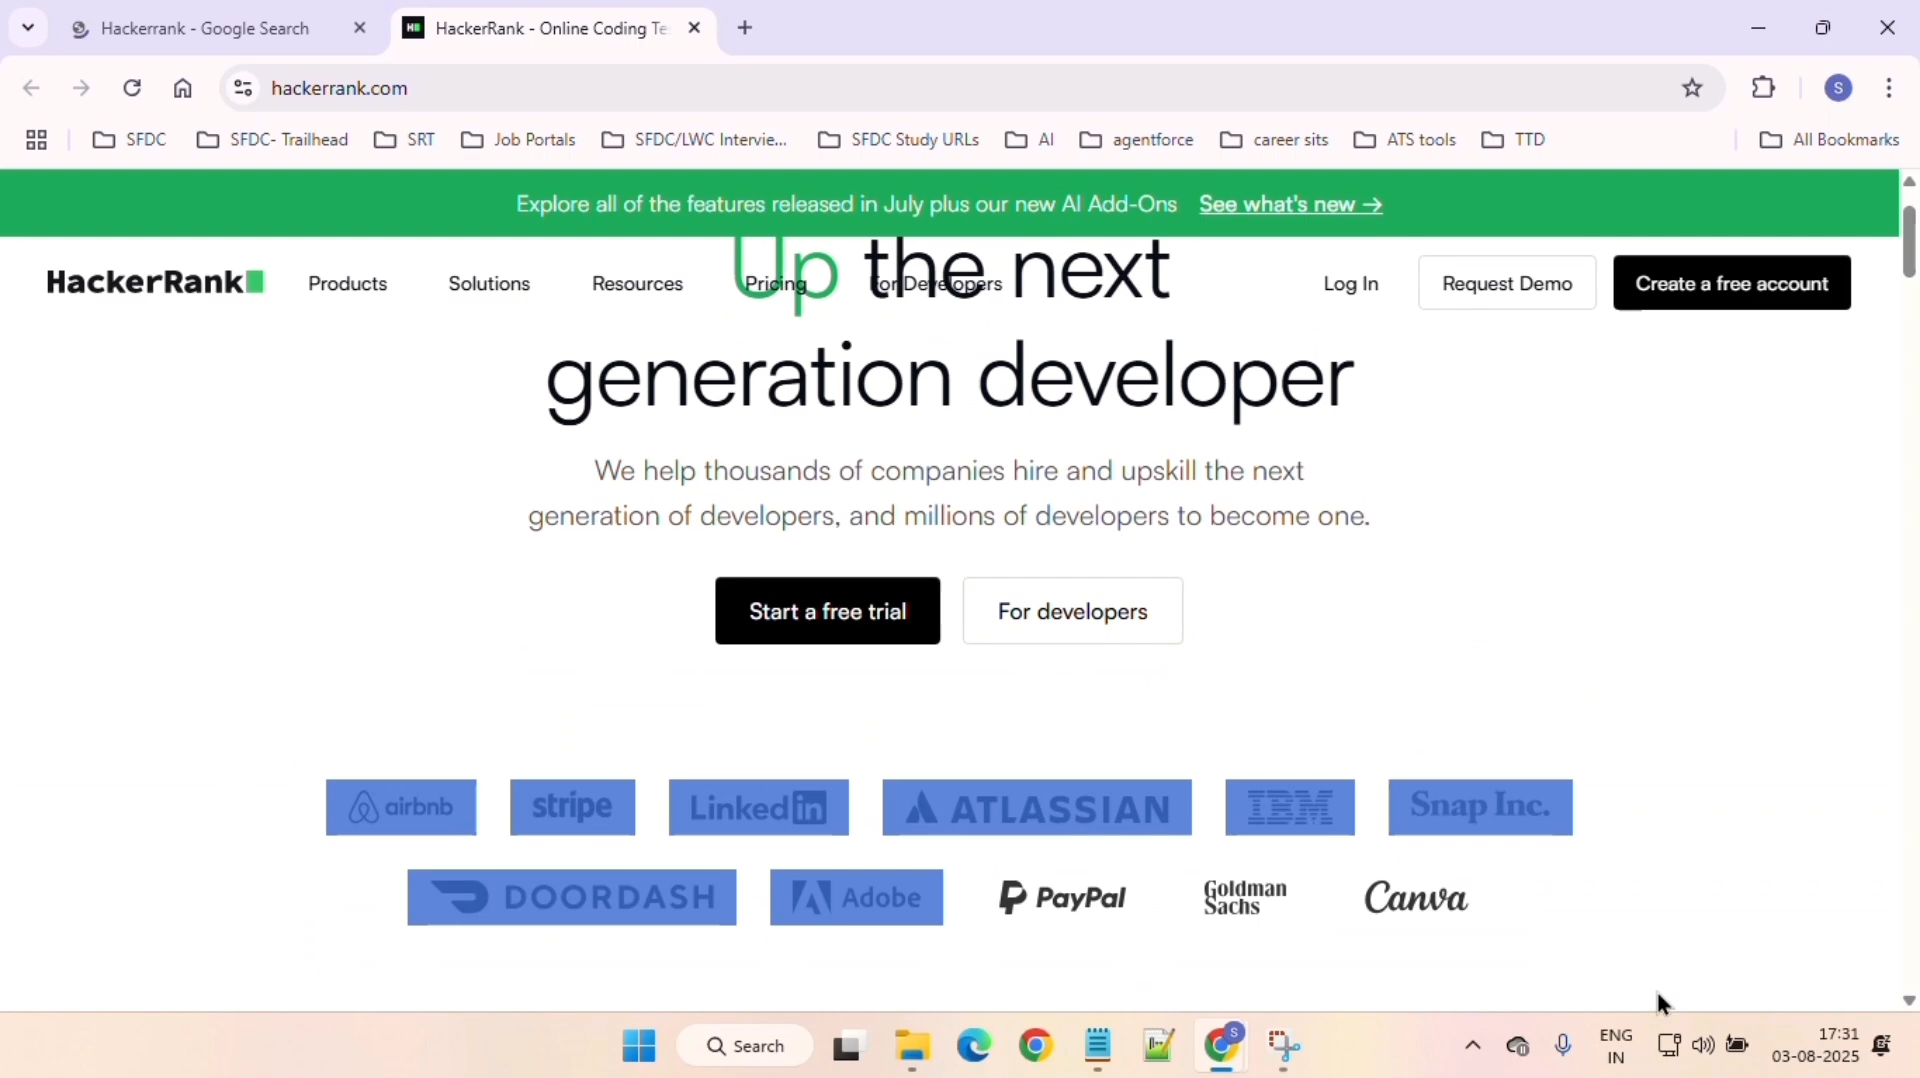 Hackerrank - Google Search
HackerRank - Online Coding Te
hackerrank.com
S
SFDC
SFDC- Trailhead
SRT
Job Portals
SFDC/LWC Intervie...
SFDC Study URLs
AI
agentforce
career sits
ATS tools
TTD
All Bookmarks
Explore all of the features released in July plus our new AI Add-Ons See what's new →
HackerRank
Products
Solutions
Resources
Pricing
For Developers
Log In
Request Demo
Create a free account
Up the next
generation developer
We help thousands of companies hire and upskill the next
generation of developers, and millions of developers to become one.
Start a free trial
For developers
airbnb
stripe
Linked in
ATLASSIAN
IBM
Snap Inc.
DOORDASH
Adobe
PayPal
Goldman
Sachs
Canva
Search
S
ENG
IN
17:31
03-08-2025